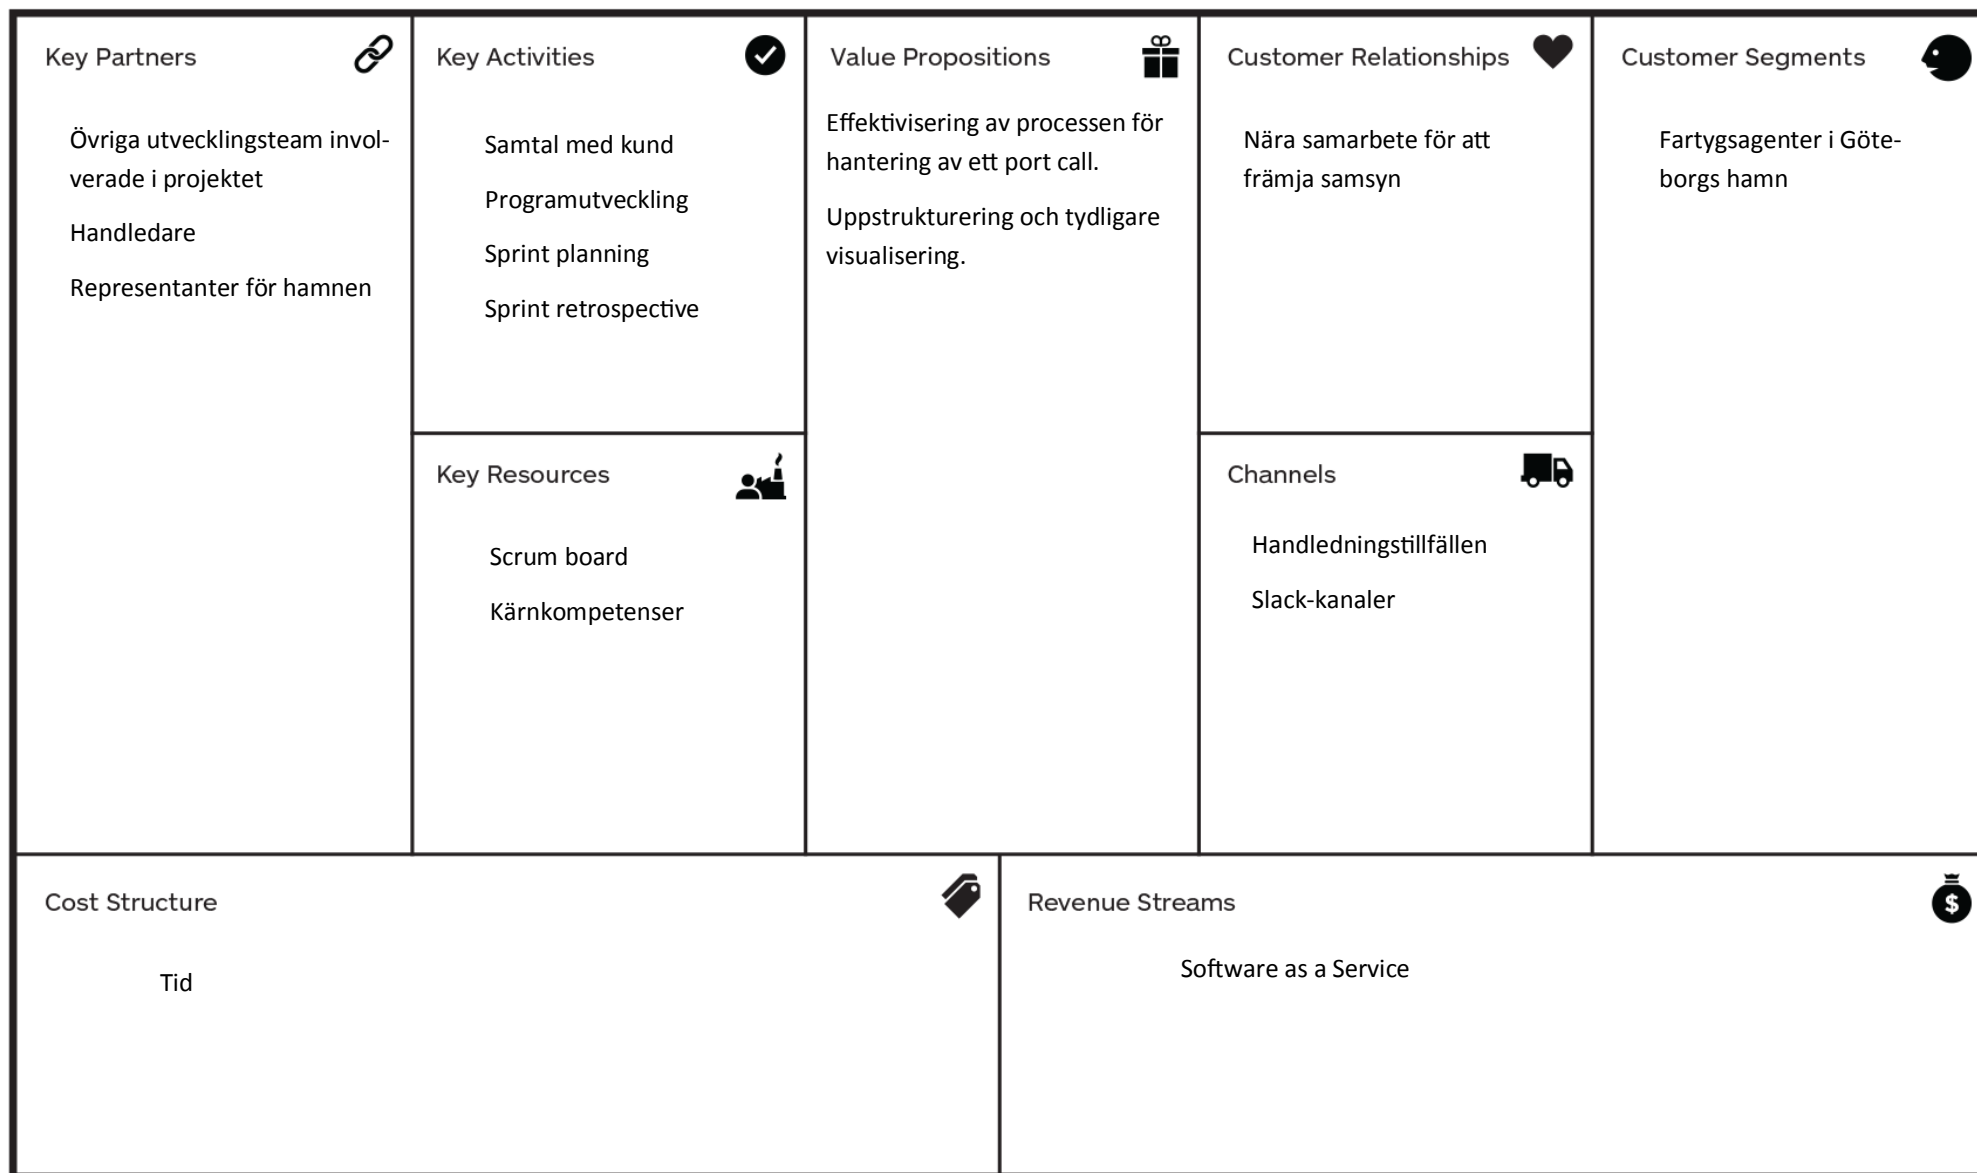 Key Partners
Övriga utvecklingsteam invol-
verade i projektet
Handledare
Representanter för hamnen
Key Activities
Samtal med kund
Programutveckling
Sprint planning
Sprint retrospective
Key Resources
Scrum board
Kärnkompetenser
Value Propositions
Effektivisering av processen för
hantering av ett port call.
Uppstrukturering och tydligare
visualisering.
Customer Relationships
Nära samarbete för att
främja samsyn
Channels
Handledningstillfällen
Slack-kanaler
Customer Segments
Fartygsagenter i Göte-
borgs hamn
Cost Structure
Tid
Revenue Streams
$
Software as a Service